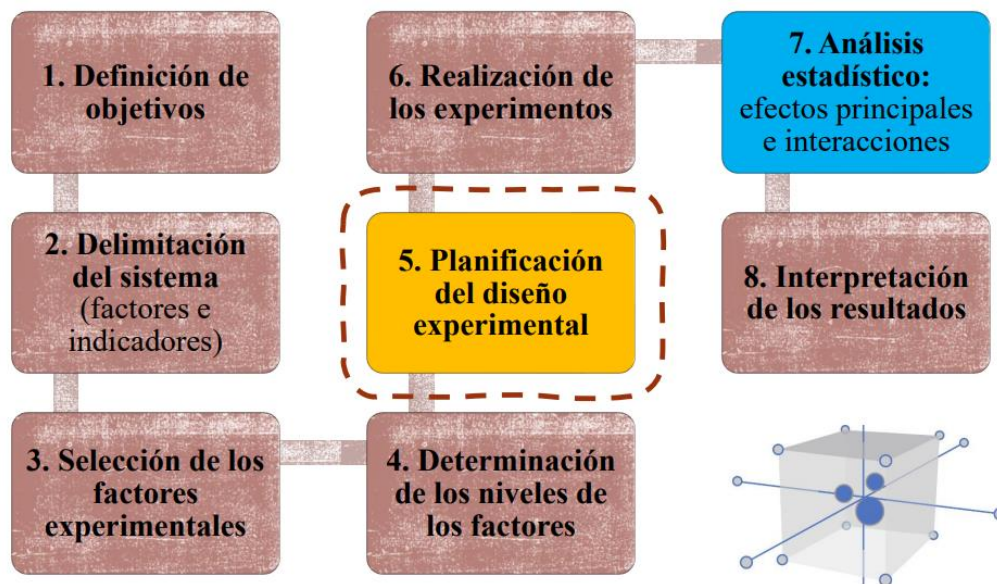 1. Definición de
objetivos
2. Delimitación
del sistema
(factores e
indicadores)
3. Selección de los
factores
experimentales
4. Determinación
de los niveles de
los factores
5. Planificación
del diseño
experimental
6. Realización de
los experimentos
7. Análisis
estadístico:
efectos principales
e interacciones
8. Interpretación
de los resultados